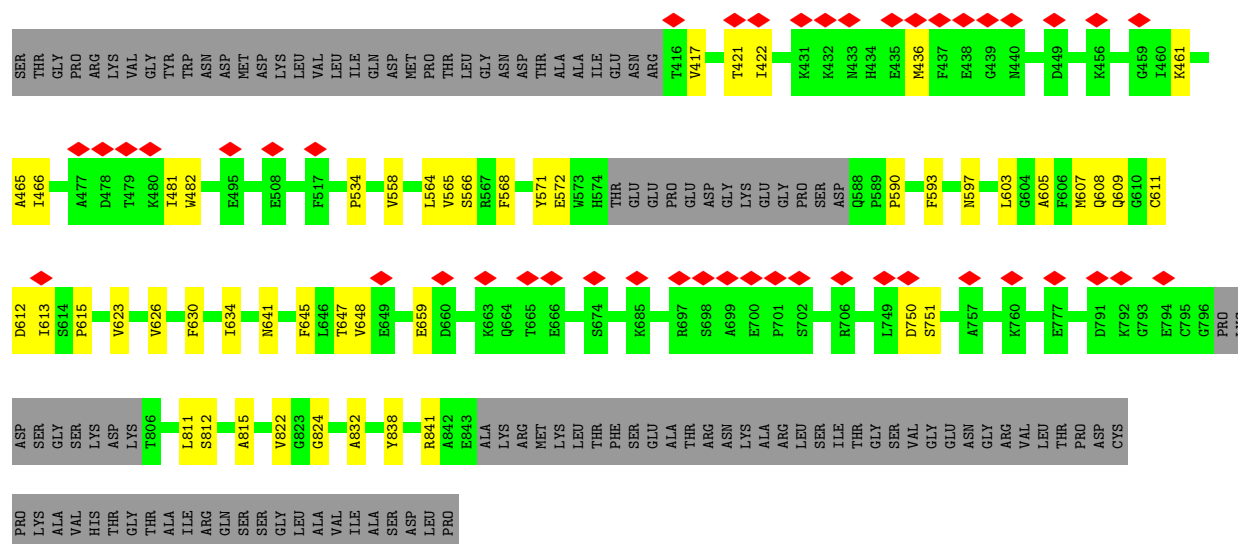 SER THR GLY PRO ARG LYS VAL GLY TYR TRP ASN ASP MET ASP LYS LEU VAL LEU ILE GLN ASP MET PRO THR LEU GLY ASN ASP THR ALA ALA ILE GLU ASN ARG T416 V417 T421 I422 K431 K432 N433 H434 E435 M436 F437 E438 G439 N440 D449 K456 G459 I460 K461
A465 I466 A477 D478 T479 K480 I481 W482 E495 E508 F517 P534 V558 L564 V565 S566 R567 F568 Y571 E572 W573 H574 THR GLU GLU PRO GLU ASP GLY LYS GLU GLY PRO SER ASP Q588 P589 P590 F593 N597 L603 G604 A605 F606 M607 Q608 Q609 G610 C611
D612 I613 S614 P615 V623 V626 F630 I634 N641 F645 L646 T647 V648 E649 E659 D660 K663 Q664 T665 E666 S674 K685 R697 S698 A699 E700 P701 S702 R706 L749 D750 S751 A757 K760 E777 D791 K792 G793 E794 C795 G796 PRO
ASP SER GLY SER LYS ASP LYS T806 L811 S812 A815 V822 G823 G824 A832 Y838 R841 A842 E843 ALA LYS ARG MET LYS LEU THR PHE SER GLU ALA THR ARG ASN LYS ALA ARG LEU SER ILE THR GLY SER VAL GLY GLU ASN GLY ARG VAL LEU THR PRO ASP CYS
PRO LYS ALA VAL HIS THR GLY THR ALA ILE ARG GLN SER SER GLY LEU ALA VAL ILE ALA SER ASP LEU PRO